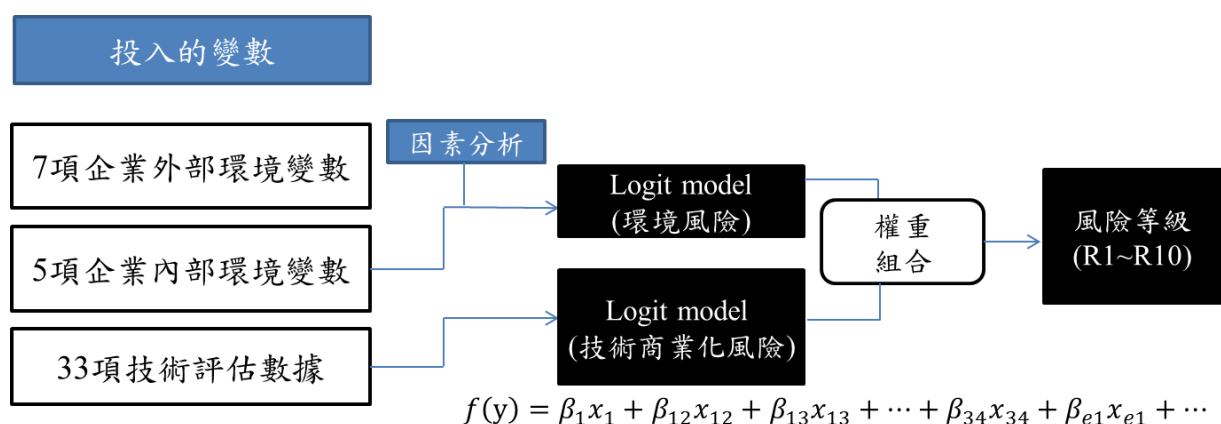 投入的變數
7項企業外部環境變數
因素分析
5項企業內部環境變數
33項技術評估數據
Logit model
(環境風險)
Logit model
(技術商業化風險)
權重
組合
風險等級
(R1~R10)
f(y) = β₁x₁ + β₁₂x₁₂ + β₁₃x₁₃ + ⋯ + β₃₄x₃₄ + βₑ₁xₑ₁ + ⋯